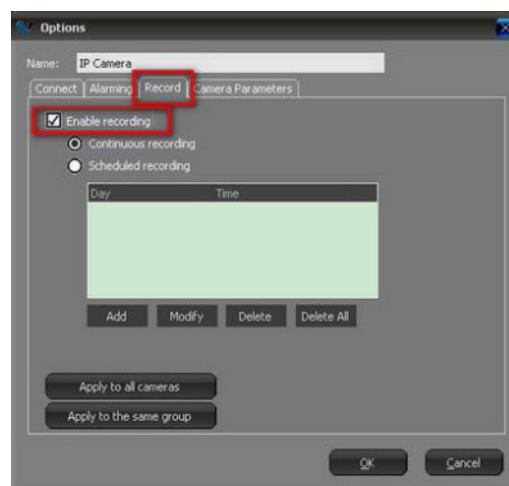 Options
Name: IP Camera
Connect Alarming Record Camera Parameters
Enable recording
Continuous recording
Scheduled recording
Day Time
Add Modify Delete Delete All
Apply to all cameras
Apply to the same group
OK Cancel